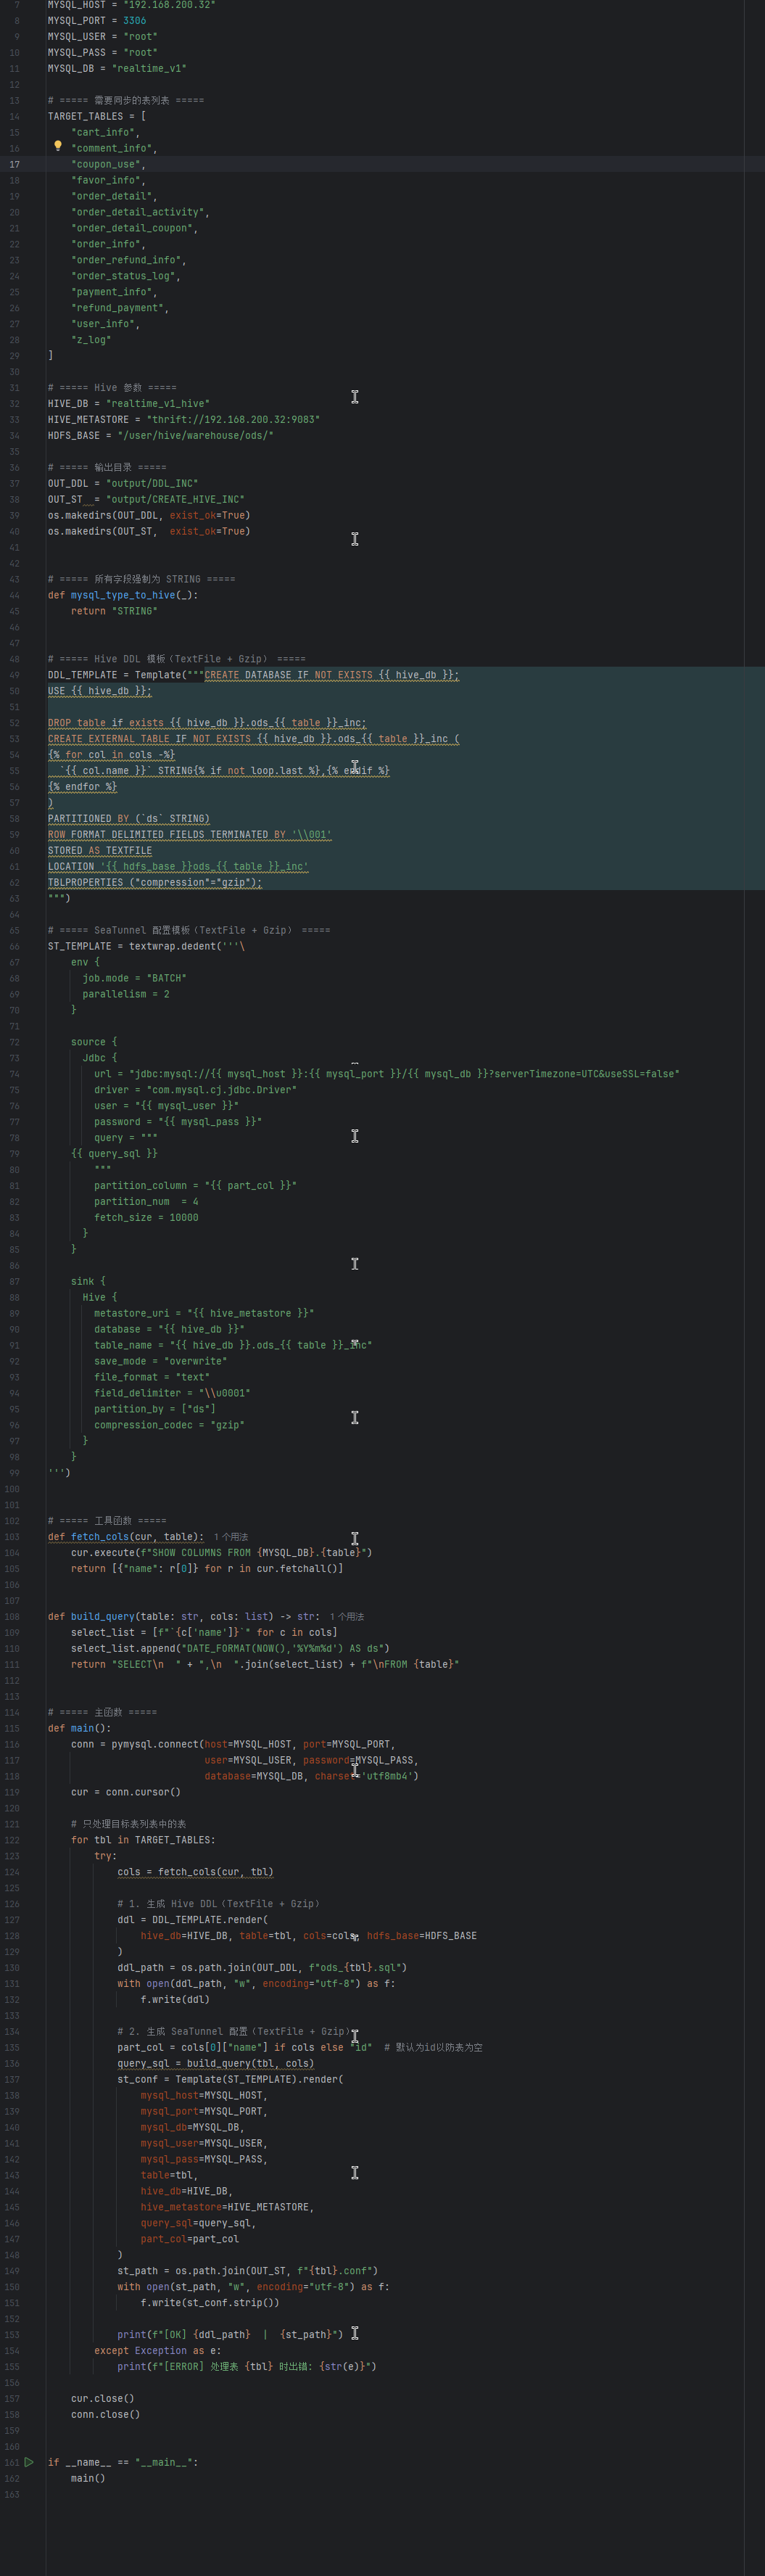 7 MYSQL_HOST = "192.168.200.32"
8 MYSQL_PORT = 3306
9 MYSQL_USER = "root"
10 MYSQL_PASS = "root"
11 MYSQL_DB = "realtime_v1"
12
13 # ===== 需要同步的表列表 =====
14 TARGET_TABLES = [
15     "cart_info",
16     "comment_info",
17     "coupon_use",
18     "favor_info",
19     "order_detail",
20     "order_detail_activity",
21     "order_detail_coupon",
22     "order_info",
23     "order_refund_info",
24     "order_status_log",
25     "payment_info",
26     "refund_payment",
27     "user_info",
28     "z_log"
29 ]
30
31 # ===== Hive 参数 =====
32 HIVE_DB = "realtime_v1_hive"
33 HIVE_METASTORE = "thrift://192.168.200.32:9083"
34 HDFS_BASE = "/user/hive/warehouse/ods/"
35
36 # ===== 输出目录 =====
37 OUT_DDL = "output/DDL_INC"
38 OUT_ST  = "output/CREATE_HIVE_INC"
39 os.makedirs(OUT_DDL, exist_ok=True)
40 os.makedirs(OUT_ST,  exist_ok=True)
41
42
43 # ===== 所有字段强制为 STRING =====
44 def mysql_type_to_hive(_):
45     return "STRING"
46
47
48 # ===== Hive DDL 模板（TextFile + Gzip） =====
49 DDL_TEMPLATE = Template("""CREATE DATABASE IF NOT EXISTS {{ hive_db }};
50 USE {{ hive_db }};
51
52 DROP table if exists {{ hive_db }}.ods_{{ table }}_inc;
53 CREATE EXTERNAL TABLE IF NOT EXISTS {{ hive_db }}.ods_{{ table }}_inc (
54 {% for col in cols -%}
55   `{{ col.name }}` STRING{% if not loop.last %},{% endif %}
56 {% endfor %}
57 )
58 PARTITIONED BY (`ds` STRING)
59 ROW FORMAT DELIMITED FIELDS TERMINATED BY '\\001'
60 STORED AS TEXTFILE
61 LOCATION '{{ hdfs_base }}ods_{{ table }}_inc'
62 TBLPROPERTIES ("compression"="gzip");
63 """)
64
65 # ===== SeaTunnel 配置模板（TextFile + Gzip） =====
66 ST_TEMPLATE = textwrap.dedent('''\
67     env {
68       job.mode = "BATCH"
69       parallelism = 2
70     }
71
72     source {
73       Jdbc {
74         url = "jdbc:mysql://{{ mysql_host }}:{{ mysql_port }}/{{ mysql_db }}?serverTimezone=UTC&useSSL=false"
75         driver = "com.mysql.cj.jdbc.Driver"
76         user = "{{ mysql_user }}"
77         password = "{{ mysql_pass }}"
78         query = """
79     {{ query_sql }}
80         """
81         partition_column = "{{ part_col }}"
82         partition_num  = 4
83         fetch_size = 10000
84       }
85     }
86
87     sink {
88       Hive {
89         metastore_uri = "{{ hive_metastore }}"
90         database = "{{ hive_db }}"
91         table_name = "{{ hive_db }}.ods_{{ table }}_inc"
92         save_mode = "overwrite"
93         file_format = "text"
94         field_delimiter = "\\u0001"
95         partition_by = ["ds"]
96         compression_codec = "gzip"
97       }
98     }
99 ''')
100
101
102 # ===== 工具函数 =====
103 def fetch_cols(cur, table): 1 个用法
104     cur.execute(f"SHOW COLUMNS FROM {MYSQL_DB}.{table}")
105     return [{"name": r[0]} for r in cur.fetchall()]
106
107
108 def build_query(table: str, cols: list) -> str: 1 个用法
109     select_list = [f"`{c['name']}`" for c in cols]
110     select_list.append("DATE_FORMAT(NOW(),'%Y%m%d') AS ds")
111     return "SELECT\n  " + ",\n  ".join(select_list) + f"\nFROM {table}"
112
113
114 # ===== 主函数 =====
115 def main():
116     conn = pymysql.connect(host=MYSQL_HOST, port=MYSQL_PORT,
117                            user=MYSQL_USER, password=MYSQL_PASS,
118                            database=MYSQL_DB, charset='utf8mb4')
119     cur = conn.cursor()
120
121     # 只处理目标表列表中的表
122     for tbl in TARGET_TABLES:
123         try:
124             cols = fetch_cols(cur, tbl)
125
126             # 1. 生成 Hive DDL（TextFile + Gzip）
127             ddl = DDL_TEMPLATE.render(
128                 hive_db=HIVE_DB, table=tbl, cols=cols, hdfs_base=HDFS_BASE
129             )
130             ddl_path = os.path.join(OUT_DDL, f"ods_{tbl}.sql")
131             with open(ddl_path, "w", encoding="utf-8") as f:
132                 f.write(ddl)
133
134             # 2. 生成 SeaTunnel 配置（TextFile + Gzip）
135             part_col = cols[0]["name"] if cols else "id"  # 默认为id以防表为空
136             query_sql = build_query(tbl, cols)
137             st_conf = Template(ST_TEMPLATE).render(
138                 mysql_host=MYSQL_HOST,
139                 mysql_port=MYSQL_PORT,
140                 mysql_db=MYSQL_DB,
141                 mysql_user=MYSQL_USER,
142                 mysql_pass=MYSQL_PASS,
143                 table=tbl,
144                 hive_db=HIVE_DB,
145                 hive_metastore=HIVE_METASTORE,
146                 query_sql=query_sql,
147                 part_col=part_col
148             )
149             st_path = os.path.join(OUT_ST, f"{tbl}.conf")
150             with open(st_path, "w", encoding="utf-8") as f:
151                 f.write(st_conf.strip())
152
153             print(f"[OK] {ddl_path}  |  {st_path}")
154         except Exception as e:
155             print(f"[ERROR] 处理表 {tbl} 时出错: {str(e)}")
156
157     cur.close()
158     conn.close()
159
160
161 if __name__ == "__main__":
162     main()
163